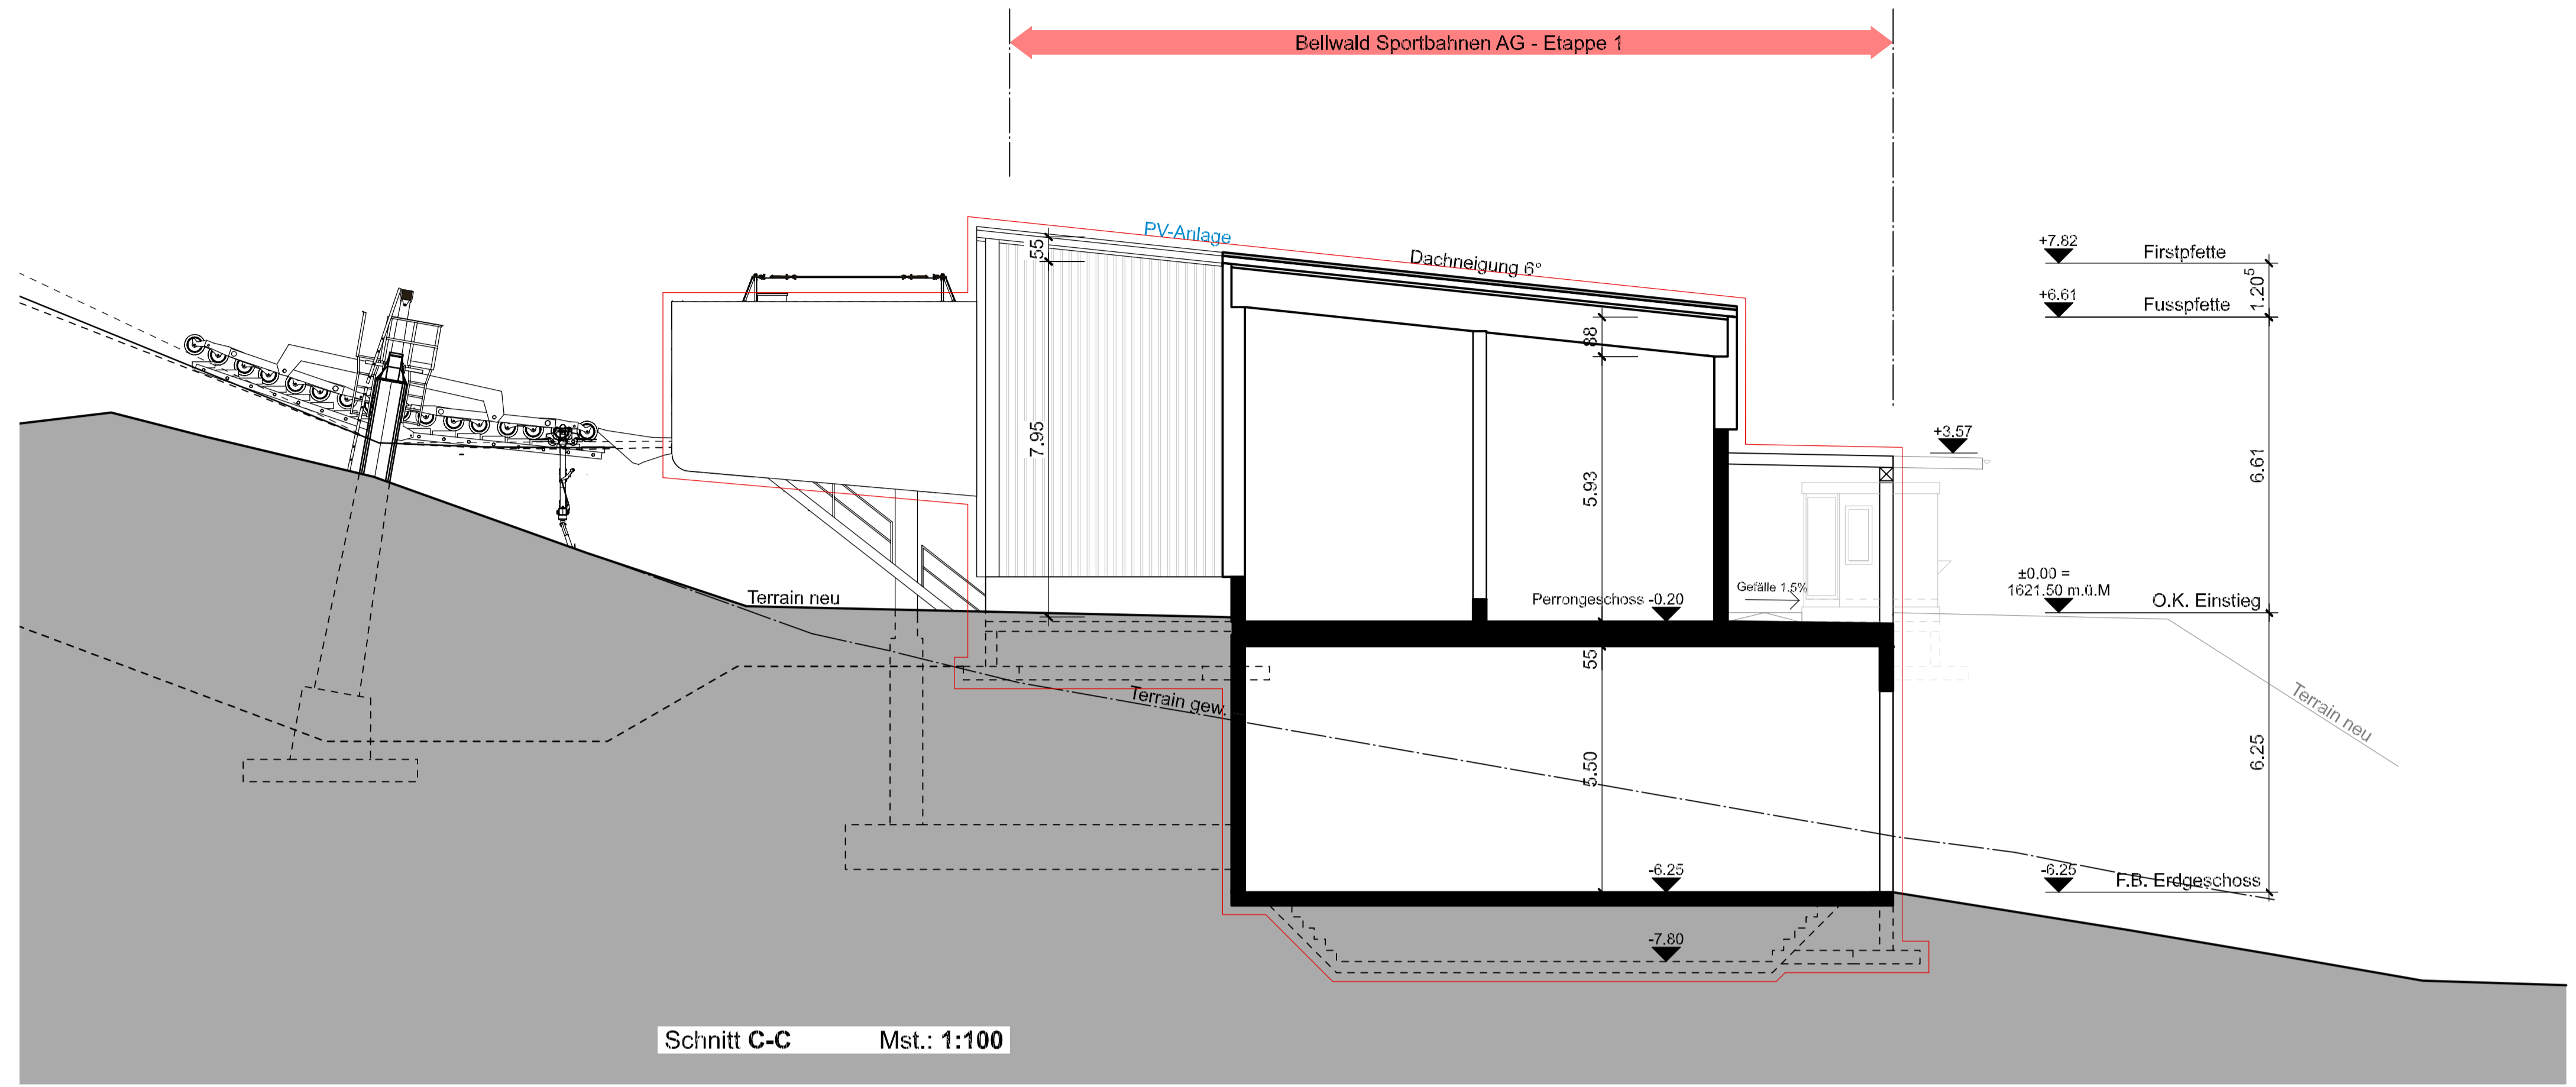 Bellwald Sportbahnen AG - Etappe 1
PV-Anlage
Dachneigung 6°
55
7.95
88
5.93
+7.82 Firstpfette
1.20⁵
+6.61 Fusspfette
+3.57
6.61
Gefälle 1.5%
Perrongeschoss -0.20
±0.00 =
1621.50 m.ü.M
O.K. Einstieg
Terrain neu
Terrain neu
55
Terrain gew.
5.50
6.25
-6.25
-6.25 F.B. Erdgeschoss
-7.80
Schnitt C-C Mst.: 1:100